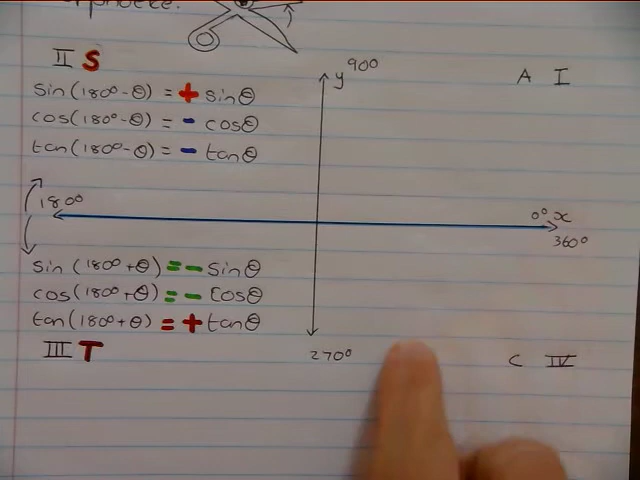 II S
sin(180°-θ) = + sinθ
cos(180°-θ) = - cosθ
tan(180°-θ) = - tanθ
y 90°
A I
180°
0° x
360°
sin(180°+θ) = - sinθ
cos(180°+θ) = - cosθ
tan(180°+θ) = + tanθ
III T
270°
C IV